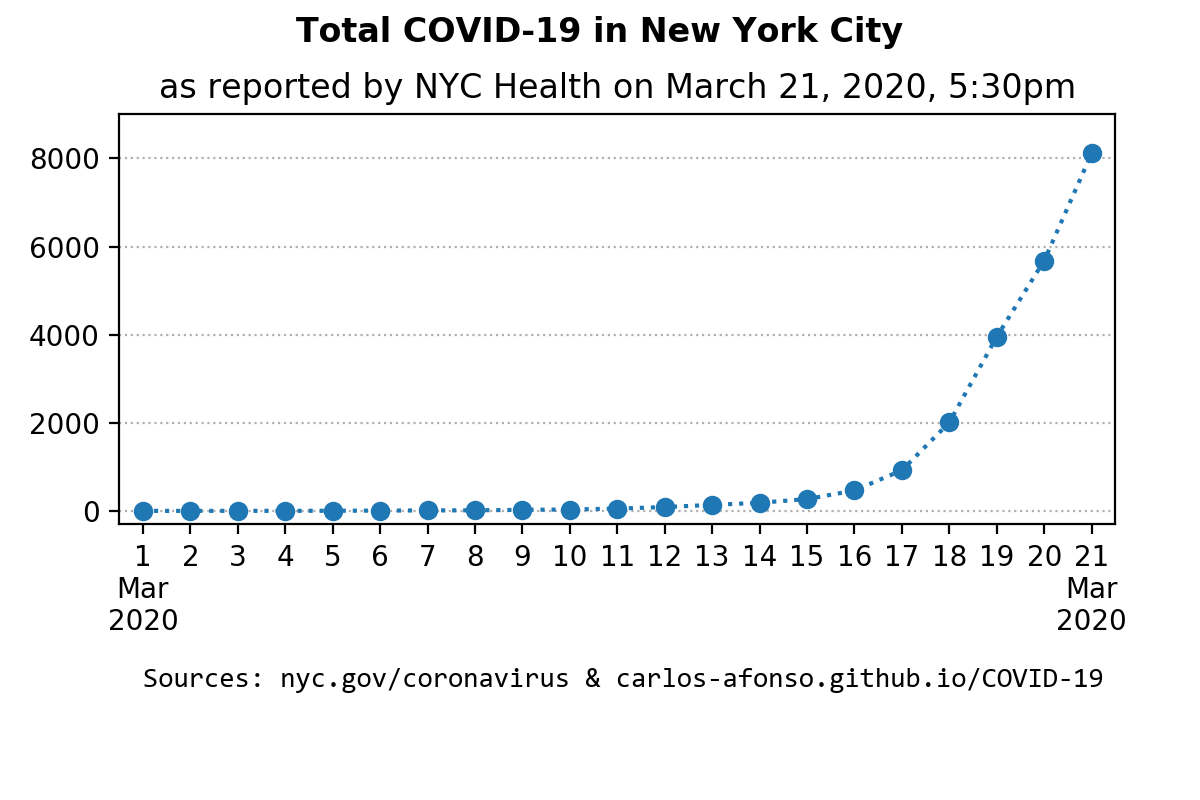 Total COVID-19 in New York City
as reported by NYC Health on March 21, 2020, 5:30pm
8000
6000
4000
2000
0
1 2 3 4 5 6 7 8 9 10 11 12 13 14 15 16 17 18 19 20 21
Mar Mar
2020 2020
Sources: nyc.gov/coronavirus & carlos-afonso.github.io/COVID-19